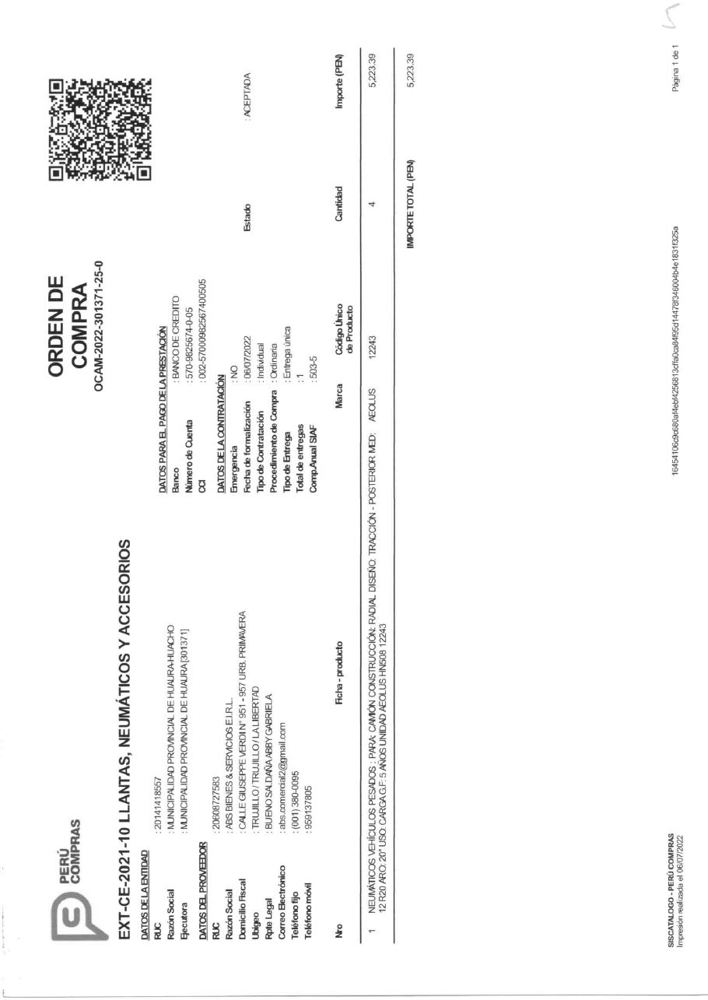 PERÚ
COMPRAS
ORDEN DE
COMPRA
OCAM-2022-301371-25-0
EXT-CE-2021-10 LLANTAS, NEUMÁTICOS Y ACCESORIOS
DATOS DE LA ENTIDAD
RUC : 20141418557
Razón Social : MUNICIPALIDAD PROVINCIAL DE HUAURA-HUACHO
Ejecutora : MUNICIPALIDAD PROVINCIAL DE HUAURA [301371]
DATOS DEL PROVEEDOR
RUC : 20608727583
Razón Social : ABS BIENES & SERVICIOS E.I.R.L.
Domicilio Fiscal : CALLE GIUSEPPE VERDI N° 951 - 957 URB. PRIMAVERA
Ubigeo : TRUJILLO / TRUJILLO / LA LIBERTAD
Rpte Legal : BUENO SALDAÑA ABBY GABRIELA
Correo Electrónico : abs.comercial2@gmail.com
Teléfono fijo : (001) 380-0095
Teléfono móvil : 959137805
DATOS PARA EL PAGO DE LA PRESTACIÓN
Banco : BANCO DE CREDITO
Número de Cuenta : 570-9825674-0-05
CCI : 002-57000982567400505
DATOS DE LA CONTRATACIÓN
Emergencia : NO
Fecha de formalización : 06/07/2022 Estado : ACEPTADA
Tipo de Contratación : Individual
Procedimiento de Compra : Ordinaria
Tipo de Entrega : Entrega única
Total de entregas : 1
Comp.Anual SIAF : 503-5
Nro Ficha - producto Marca Código Único de Producto Cantidad Importe (PEN)
1 NEUMÁTICOS VEHÍCULOS PESADOS : PARA: CAMIÓN CONSTRUCCIÓN: RADIAL DISEÑO: TRACCIÓN - POSTERIOR MED: AEOLUS 12243 4 5,223.39
12 R20 ARO: 20" USO: CARGA G.F: 5 AÑOS UNIDAD AEOLUS HN508 12243
IMPORTE TOTAL (PEN) 5,223.39
SISCATALOGO - PERÚ COMPRAS
Impresión realizada el 06/07/2022
16454106c9c680af4ebf4256813cffa0ca84f95d14478f346004b4e1831f325a
Página 1 de 1